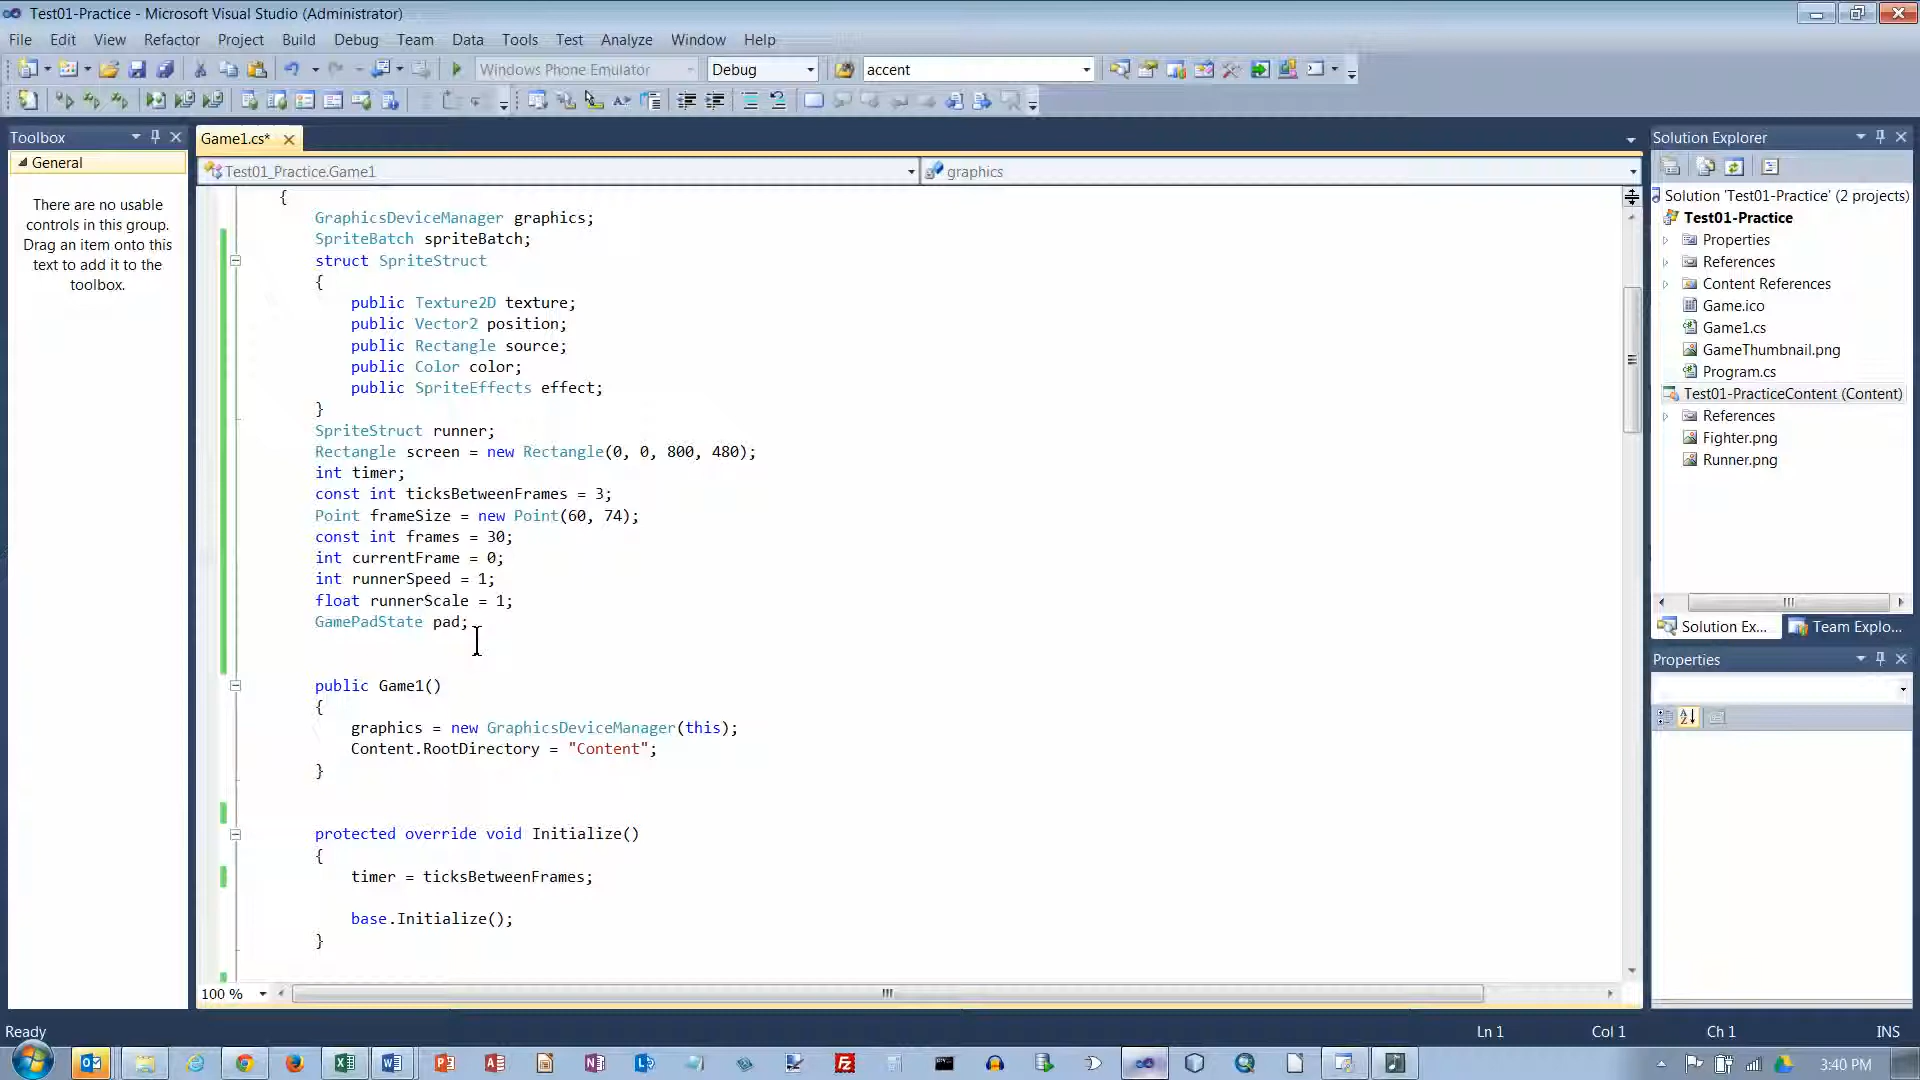 Test01-Practice - Microsoft Visual Studio (Administrator)
File Edit View Refactor Project Build Debug Team Data Tools Test Analyze Window Help
Windows Phone Emulator Debug accent
Toolbox
General
There are no usable
controls in this group.
Drag an item onto this
text to add it to the
toolbox.
Game1.cs*
Test01_Practice.Game1 graphics
{
GraphicsDeviceManager graphics;
SpriteBatch spriteBatch;
struct SpriteStruct
{
public Texture2D texture;
public Vector2 position;
public Rectangle source;
public Color color;
public SpriteEffects effect;
}
SpriteStruct runner;
Rectangle screen = new Rectangle(0, 0, 800, 480);
int timer;
const int ticksBetweenFrames = 3;
Point frameSize = new Point(60, 74);
const int frames = 30;
int currentFrame = 0;
int runnerSpeed = 1;
float runnerScale = 1;
GamePadState pad;
public Game1()
{
graphics = new GraphicsDeviceManager(this);
Content.RootDirectory = "Content";
}
protected override void Initialize()
{
timer = ticksBetweenFrames;
base.Initialize();
}
100 %
Solution Explorer
Solution 'Test01-Practice' (2 projects)
Test01-Practice
Properties
References
Content References
Game.ico
Game1.cs
GameThumbnail.png
Program.cs
Test01-PracticeContent (Content)
References
Fighter.png
Runner.png
Solution Ex... Team Explo...
Properties
Ready Ln 1 Col 1 Ch 1 INS
3:40 PM